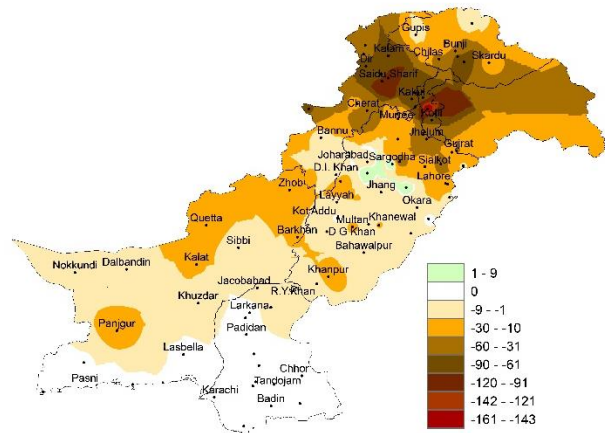 Gupis
Kalam
Bunji
Dir
Chilas
Skardu
Saidu Sharif
Kakul
Cherat
Murree
Kotli
Bannu
Jhelum
Gujrat
Joharabad
Sargodha
Sialkot
D.I. Khan
Lahore
Zhob
Jhang
Layyah
Okara
Quetta
Kot Addu
Multan
Khanewal
Barkhan
D G Khan
Sibbi
Bahawalpur
Nokkundi
Dalbandin
Kalat
Khanpur
Jacobabad
R.Y.Khan
Khuzdar
Larkana
Panjgur
Padidan
Lasbella
Pasni
Chhor
Tandojam
Karachi
Badin
1 - 9
0
-9 - -1
-30 - -10
-60 - -31
-90 - -61
-120 - -91
-142 - -121
-161 - -143